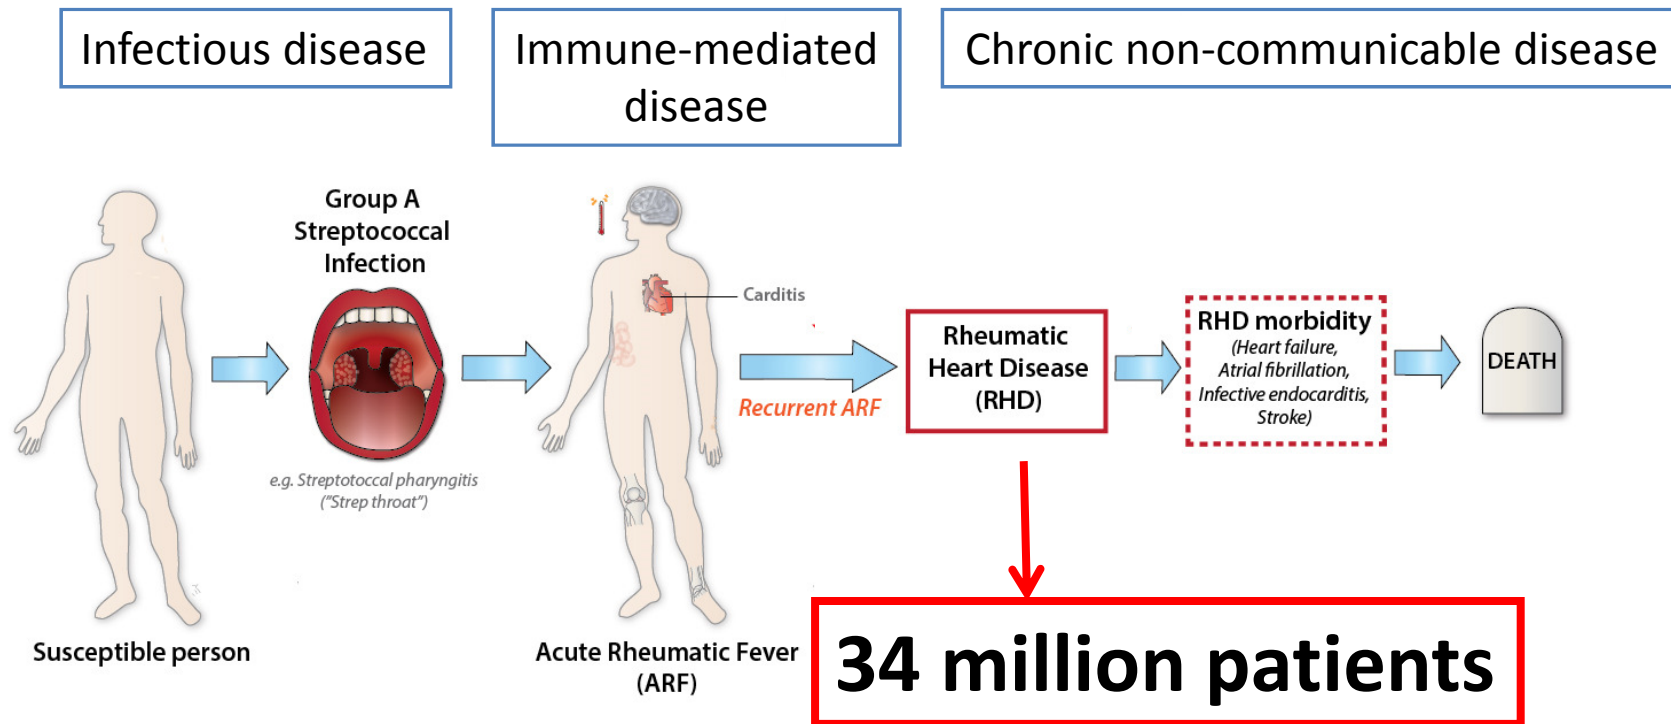 Infectious disease
Immune-mediated
disease
Chronic non-communicable disease
Group A
Streptococcal
Infection
e.g. Streptotoccal pharyngitis
("Strep throat")
Susceptible person
Carditis
Acute Rheumatic Fever
(ARF)
Recurrent ARF
Rheumatic
Heart Disease
(RHD)
RHD morbidity
(Heart failure,
Atrial fibrillation,
Infective endocarditis,
Stroke)
DEATH
34 million patients